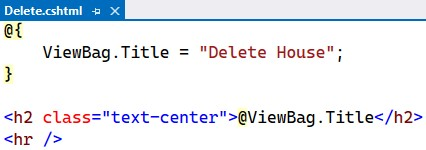 Delete.cshtml
@{
    ViewBag.Title = "Delete House";
}
<h2 class="text-center">@ViewBag.Title</h2>
<hr />